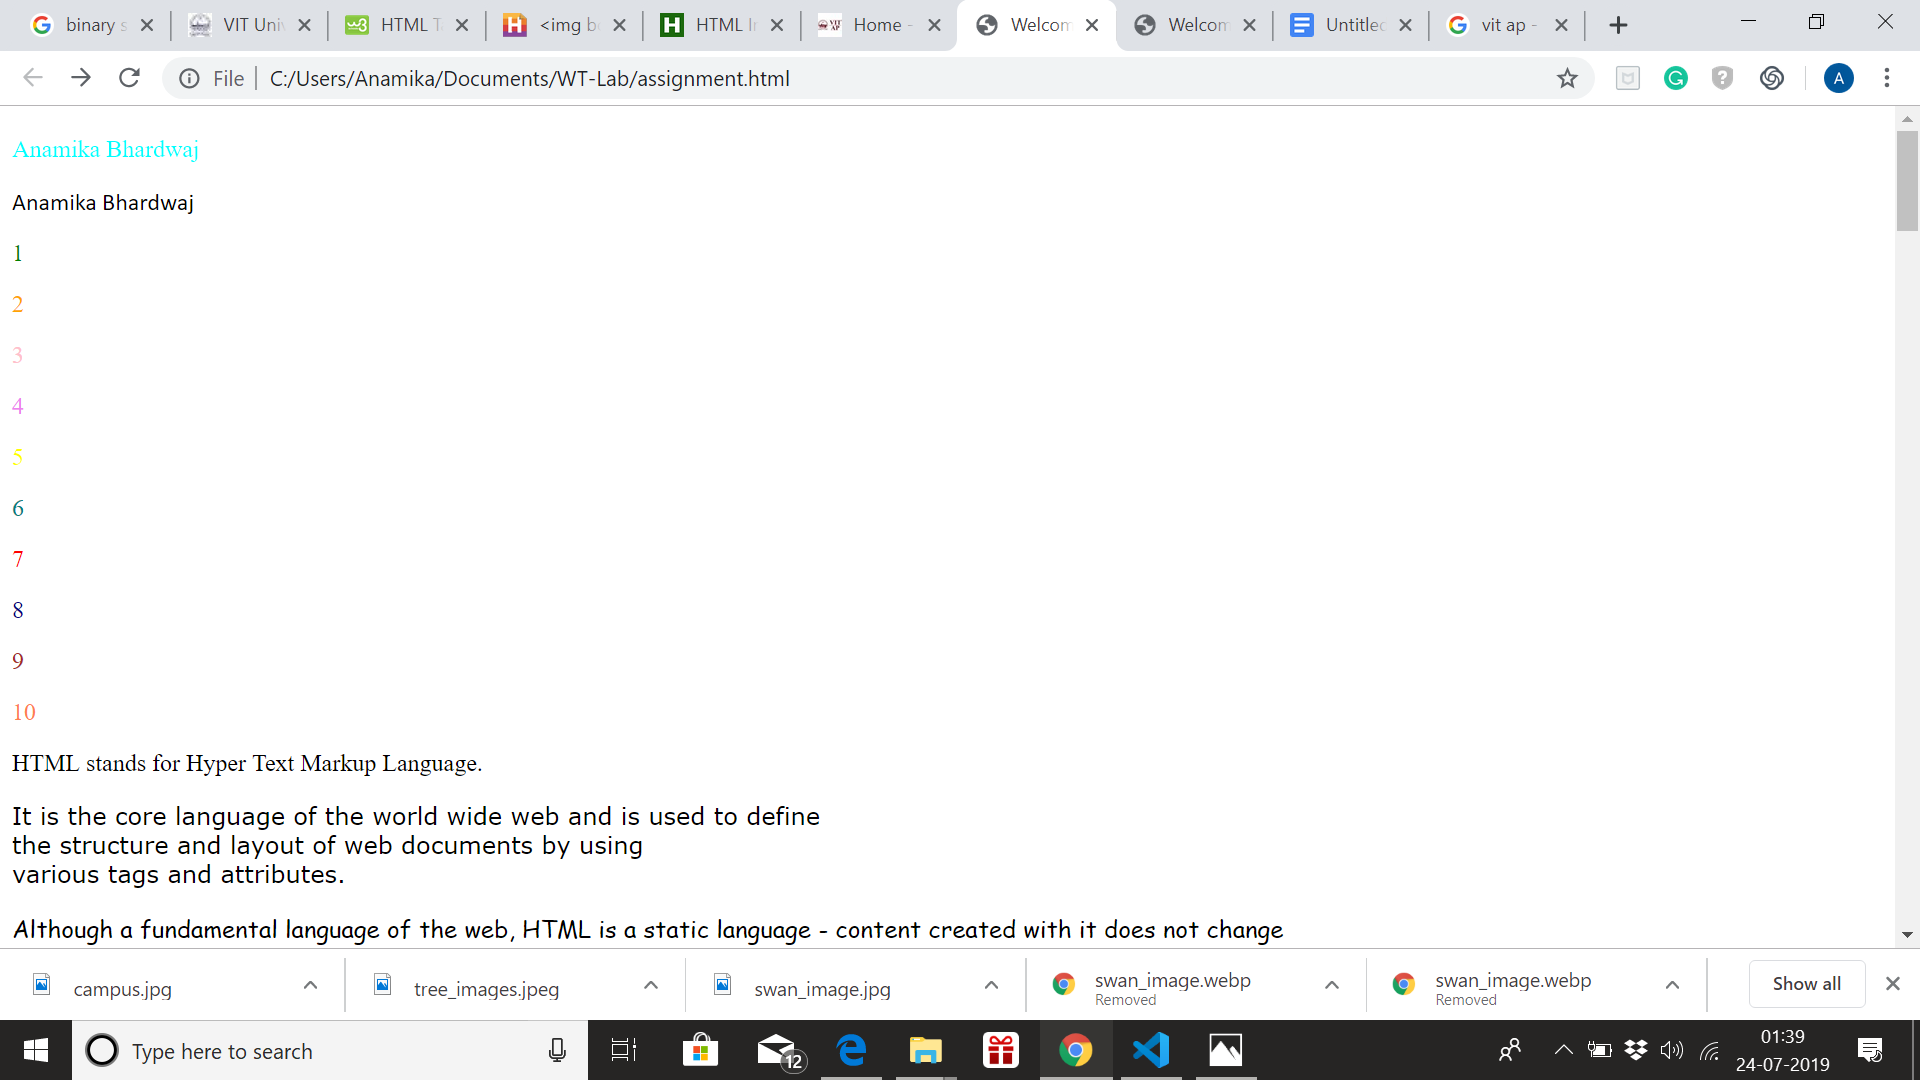 binary s
VIT Uni
HTML T
<img b
HTML In
Home -
Welcom
Welcom
Untitled
vit ap -
File
C:/Users/Anamika/Documents/WT-Lab/assignment.html
A
Anamika Bhardwaj
Anamika Bhardwaj
1
2
3
4
5
6
7
8
9
10
HTML stands for Hyper Text Markup Language.
It is the core language of the world wide web and is used to define
the structure and layout of web documents by using
various tags and attributes.
Although a fundamental language of the web, HTML is a static language - content created with it does not change
campus.jpg
tree_images.jpeg
swan_image.jpg
swan_image.webp
Removed
swan_image.webp
Removed
Show all
Type here to search
12
01:39
24-07-2019